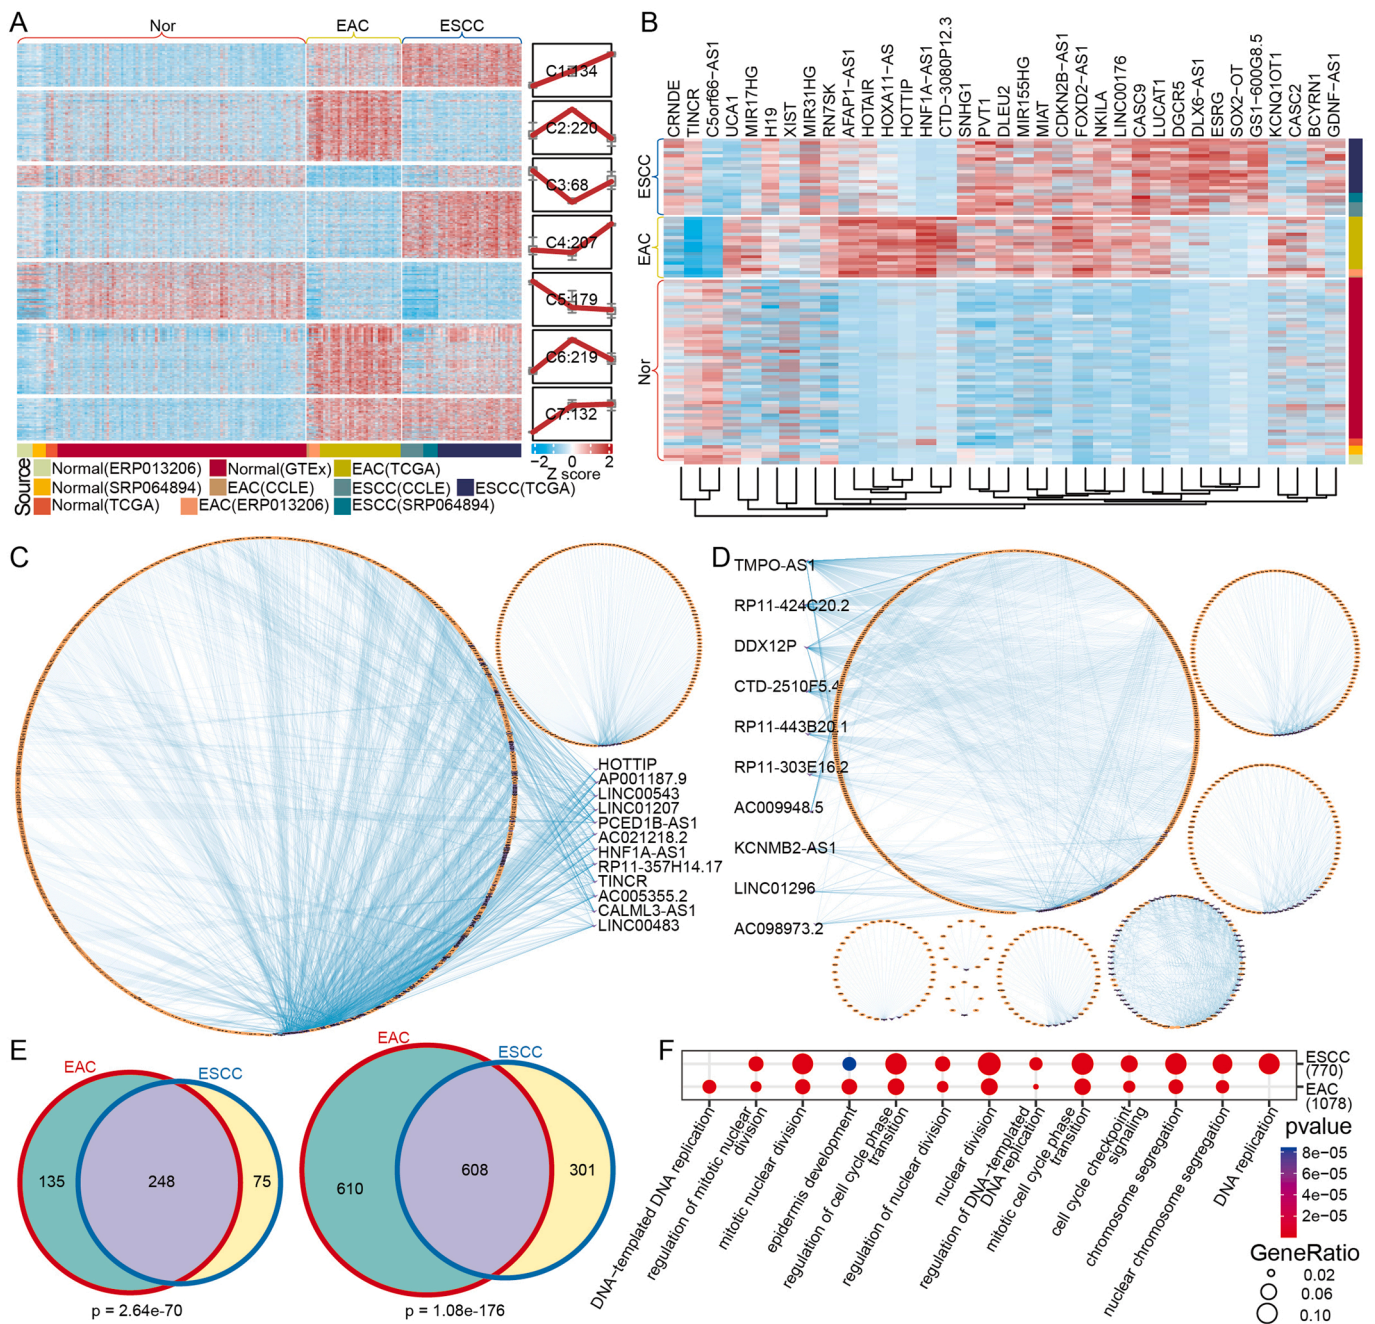 A
Nor
EAC
ESCC
C1:134
C2:220
C3:68
C4:207
C5:179
C6:219
C7:132
−2 0 2
Z score
Source
Normal(ERP013206)
Normal(GTEx)
EAC(TCGA)
Normal(SRP064894)
EAC(CCLE)
ESCC(CCLE)
ESCC(TCGA)
Normal(TCGA)
EAC(ERP013206)
ESCC(SRP064894)
B
CRNDE
TINCR
C5orf66−AS1
UCA1
MIR17HG
H19
XIST
MIR31HG
RN7SK
AFAP1−AS1
HOTAIR
HOXA11−AS
HOTTIP
HNF1A−AS1
CTD−3080P12.3
SNHG1
PVT1
DLEU2
MIR155HG
MIAT
CDKN2B−AS1
FOXD2−AS1
NKILA
LINC00176
CASC9
LUCAT1
DGCR5
DLX6−AS1
ESRG
SOX2−OT
GS1−600G8.5
KCNQ1OT1
CASC2
BCYRN1
GDNF−AS1
ESCC
EAC
Nor
C
HOTTIP
AP001187.9
LINC00543
LINC01207
PCED1B-AS1
AC021218.2
HNF1A-AS1
RP11-357H14.17
TINCR
AC005355.2
CALML3-AS1
LINC00483
D
TMPO-AS1
RP11-424C20.2
DDX12P
CTD-2510F5.4
RP11-443B20.1
RP11-303E16.2
AC009948.5
KCNMB2-AS1
LINC01296
AC098973.2
E
EAC
ESCC
135
248
75
p = 2.64e-70
EAC
ESCC
610
608
301
p = 1.08e-176
F
ESCC
(770)
EAC
(1078)
DNA−templated DNA replication
regulation of mitotic nuclear
division
mitotic nuclear division
epidermis development
regulation of cell cycle phase
transition
regulation of nuclear division
nuclear division
regulation of DNA−templated
DNA replication
mitotic cell cycle phase
transition
cell cycle checkpoint
signaling
chromosome segregation
nuclear chromosome segregation
DNA replication
pvalue
8e−05
6e−05
4e−05
2e−05
GeneRatio
0.02
0.06
0.10